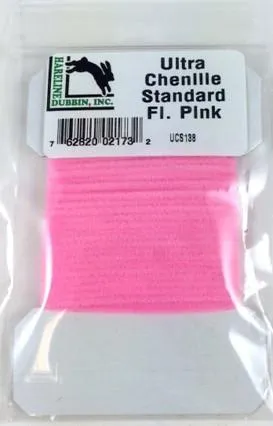 HARELINE
DUBBIN, INC.
Ultra
Chenille
Standard
Fl. Pink
7 62820 02173 2
UCS138